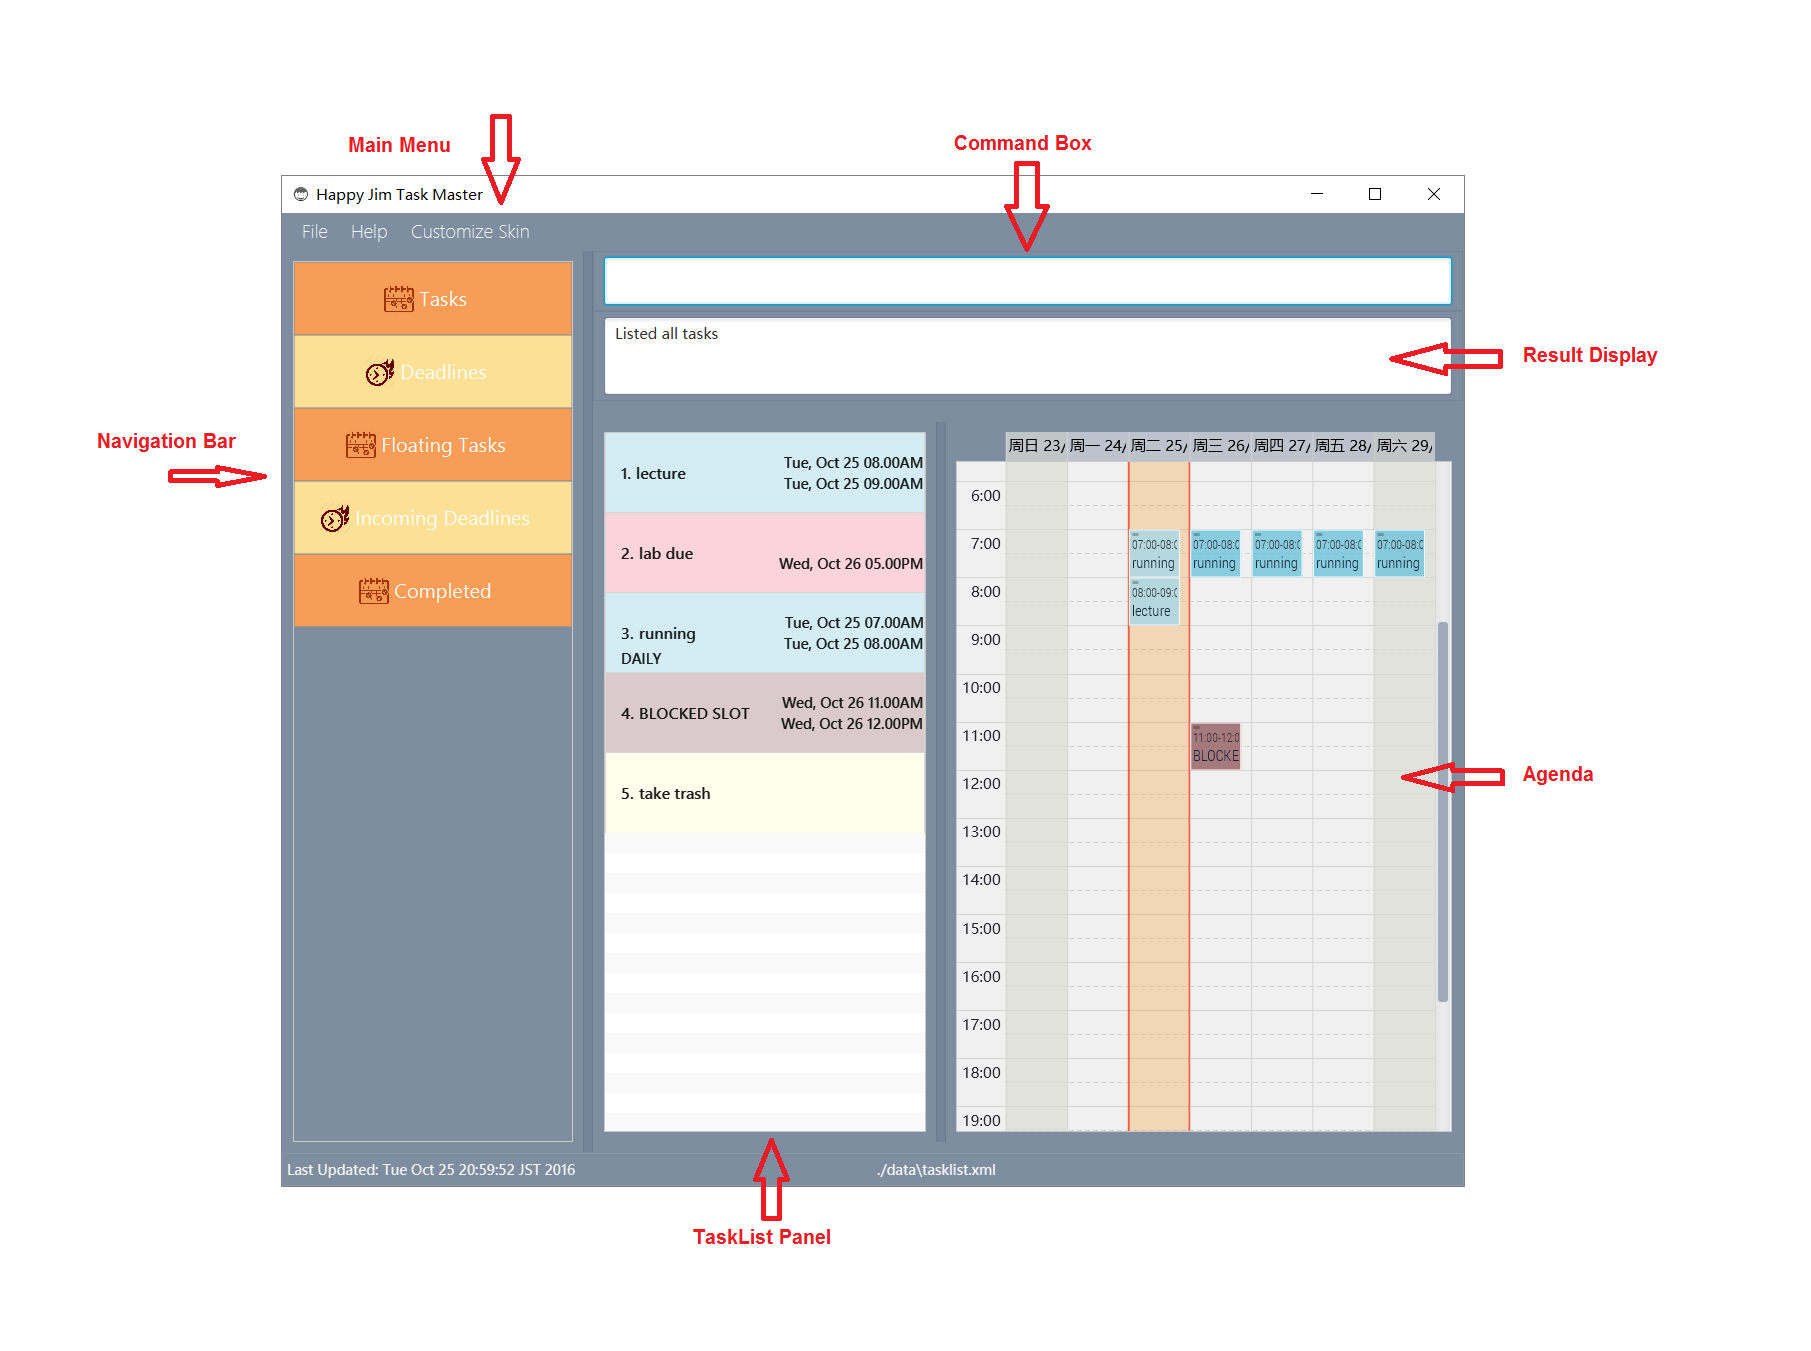 Main Menu
Command Box
Happy Jim Task Master
File Help Customize Skin
Tasks
Deadlines
Floating Tasks
Incoming Deadlines
Completed
Navigation Bar
Listed all tasks
Result Display
1. lecture
Tue, Oct 25 08.00AM
Tue, Oct 25 09.00AM
2. lab due
Wed, Oct 26 05.00PM
3. running
DAILY
Tue, Oct 25 07.00AM
Tue, Oct 25 08.00AM
4. BLOCKED SLOT
Wed, Oct 26 11.00AM
Wed, Oct 26 12.00PM
5. take trash
周日 23/ 周一 24/ 周二 25/ 周三 26/ 周四 27/ 周五 28/ 周六 29/
6:00
7:00
07:00-08:0 07:00-08:0 07:00-08:0 07:00-08:0 07:00-08:0
running running running running running
8:00
08:00-09:0
lecture
9:00
10:00
11:00
11:00-12:0
BLOCKE
12:00
13:00
14:00
15:00
16:00
17:00
18:00
19:00
Agenda
Last Updated: Tue Oct 25 20:59:52 JST 2016
./data\tasklist.xml
TaskList Panel